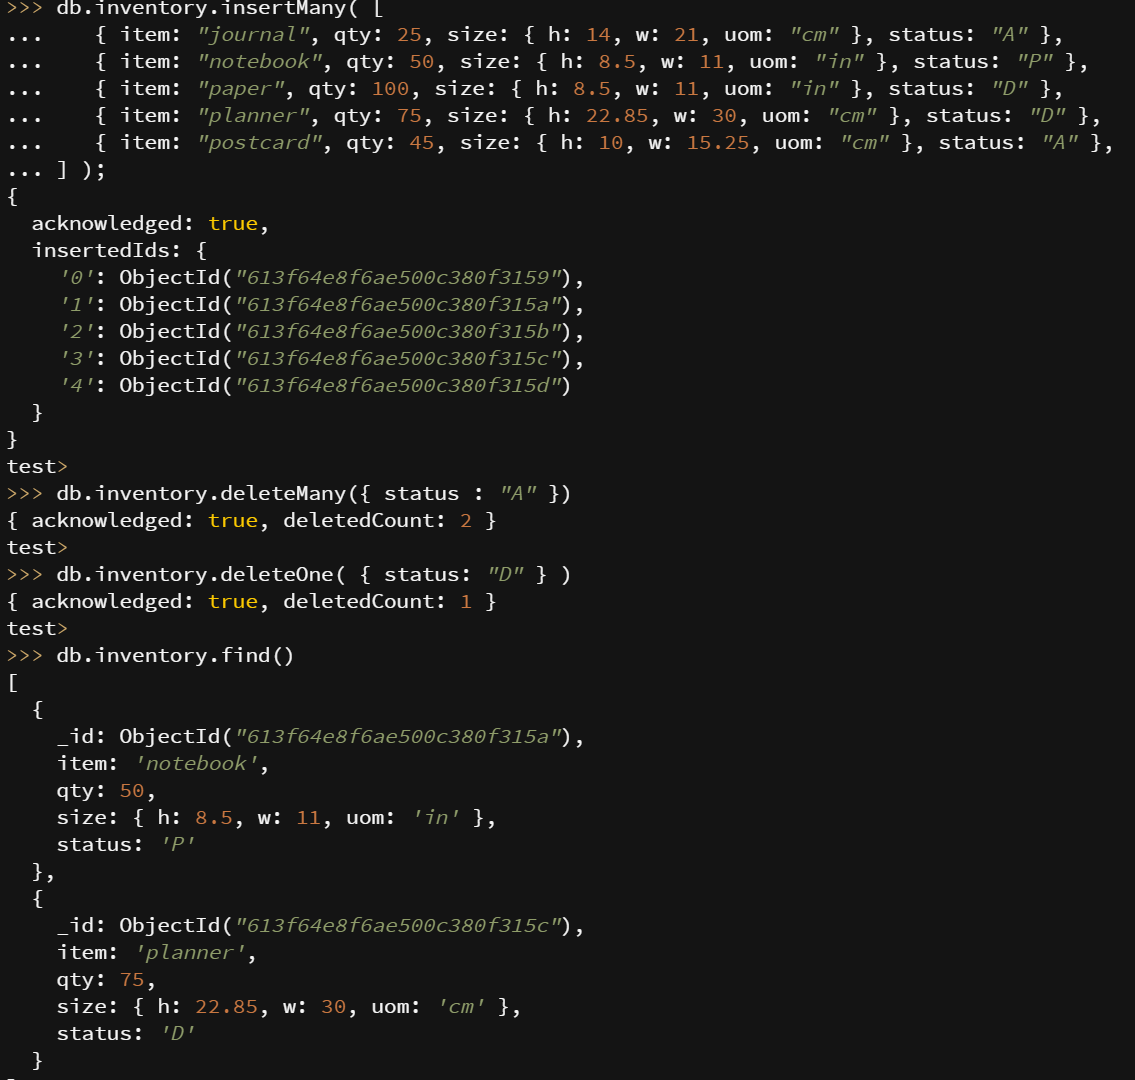 >>> db.inventory.insertMany( [
...    { item: "journal", qty: 25, size: { h: 14, w: 21, uom: "cm" }, status: "A" },
...    { item: "notebook", qty: 50, size: { h: 8.5, w: 11, uom: "in" }, status: "P" },
...    { item: "paper", qty: 100, size: { h: 8.5, w: 11, uom: "in" }, status: "D" },
...    { item: "planner", qty: 75, size: { h: 22.85, w: 30, uom: "cm" }, status: "D" },
...    { item: "postcard", qty: 45, size: { h: 10, w: 15.25, uom: "cm" }, status: "A" },
... ] );
{
  acknowledged: true,
  insertedIds: {
    '0': ObjectId("613f64e8f6ae500c380f3159"),
    '1': ObjectId("613f64e8f6ae500c380f315a"),
    '2': ObjectId("613f64e8f6ae500c380f315b"),
    '3': ObjectId("613f64e8f6ae500c380f315c"),
    '4': ObjectId("613f64e8f6ae500c380f315d")
  }
}
test>
>>> db.inventory.deleteMany({ status : "A" })
{ acknowledged: true, deletedCount: 2 }
test>
>>> db.inventory.deleteOne( { status: "D" } )
{ acknowledged: true, deletedCount: 1 }
test>
>>> db.inventory.find()
[
  {
    _id: ObjectId("613f64e8f6ae500c380f315a"),
    item: 'notebook',
    qty: 50,
    size: { h: 8.5, w: 11, uom: 'in' },
    status: 'P'
  },
  {
    _id: ObjectId("613f64e8f6ae500c380f315c"),
    item: 'planner',
    qty: 75,
    size: { h: 22.85, w: 30, uom: 'cm' },
    status: 'D'
  }